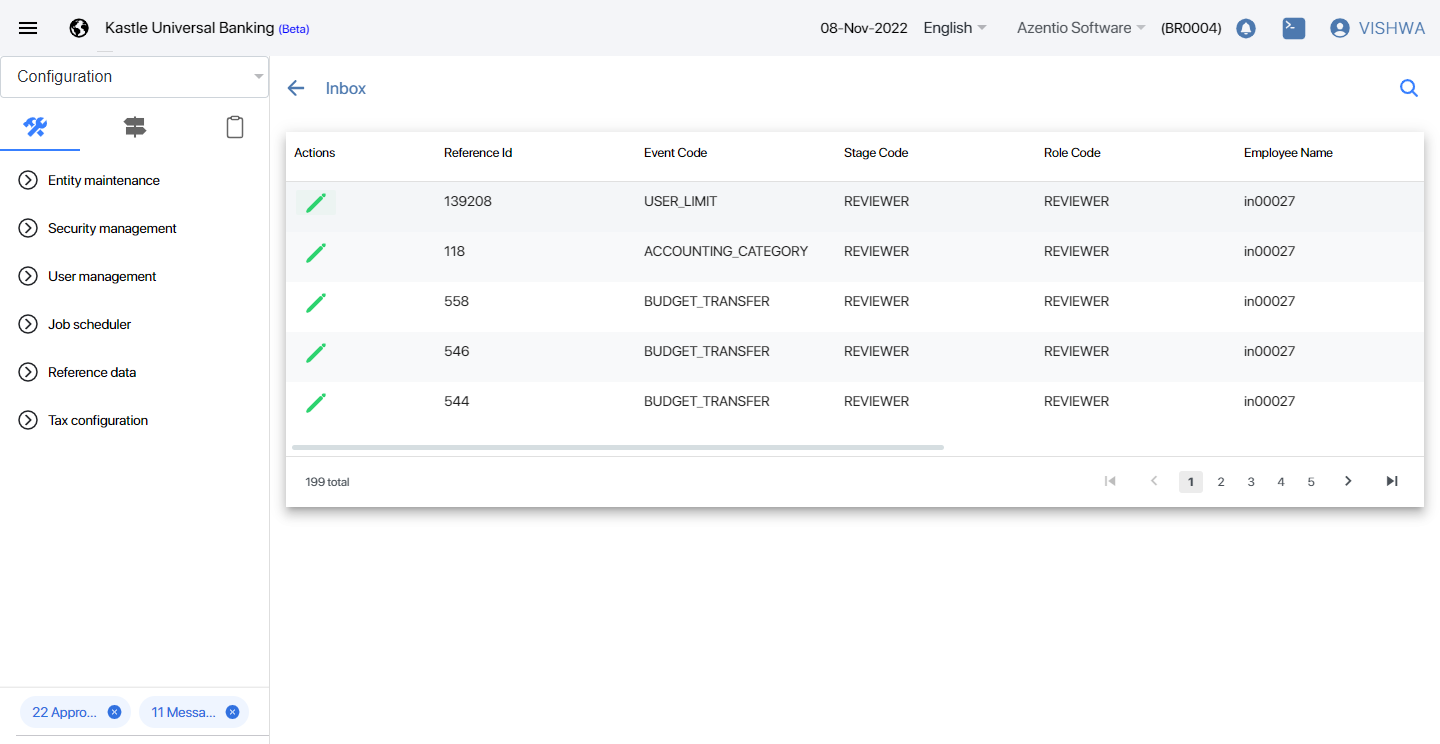 Kastle Universal Banking (Beta)
08-Nov-2022 English Azentio Software (BR0004) VISHWA
Configuration
Entity maintenance
Security management
User management
Job scheduler
Reference data
Tax configuration
22 Appro... 11 Messa...
Inbox
Actions Reference Id Event Code Stage Code Role Code Employee Name
139208 USER_LIMIT REVIEWER REVIEWER in00027
118 ACCOUNTING_CATEGORY REVIEWER REVIEWER in00027
558 BUDGET_TRANSFER REVIEWER REVIEWER in00027
546 BUDGET_TRANSFER REVIEWER REVIEWER in00027
544 BUDGET_TRANSFER REVIEWER REVIEWER in00027
199 total 1 2 3 4 5